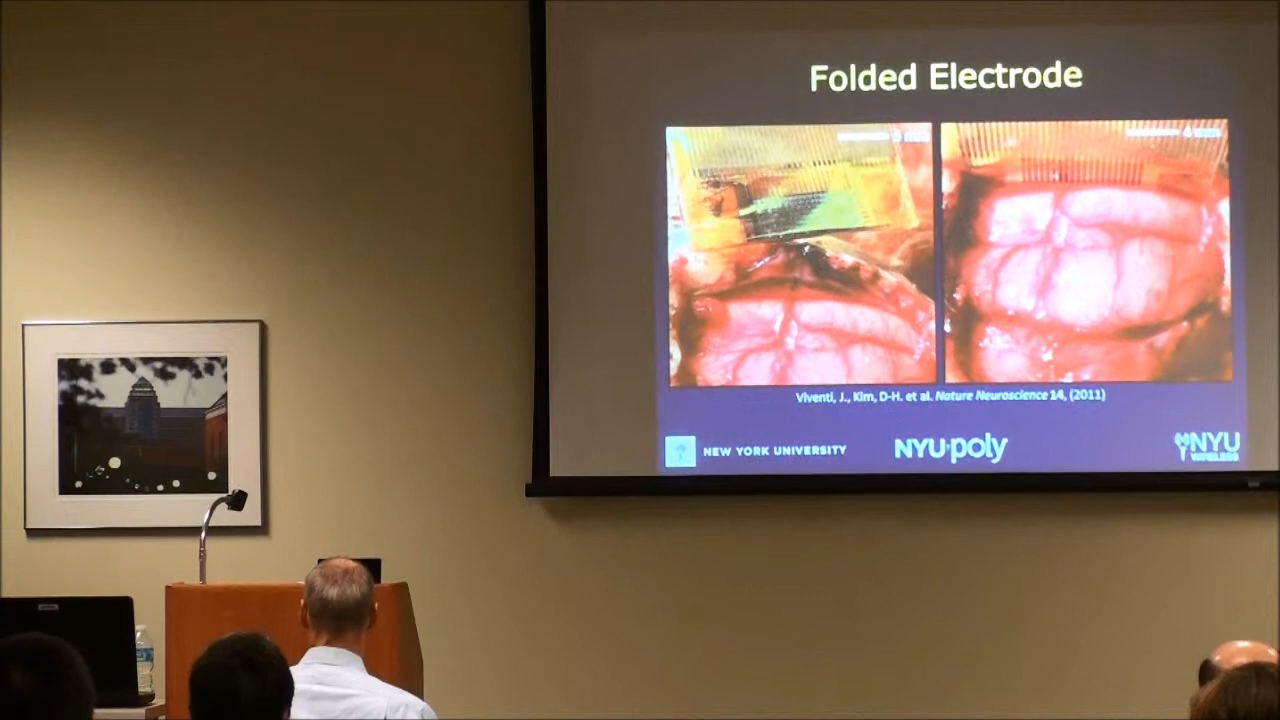 Folded Electrode
Viventi, J., Kim, D-H. et al. Nature Neuroscience 14, (2011)
NEW YORK UNIVERSITY
NYU·poly
NYU
WIRELESS